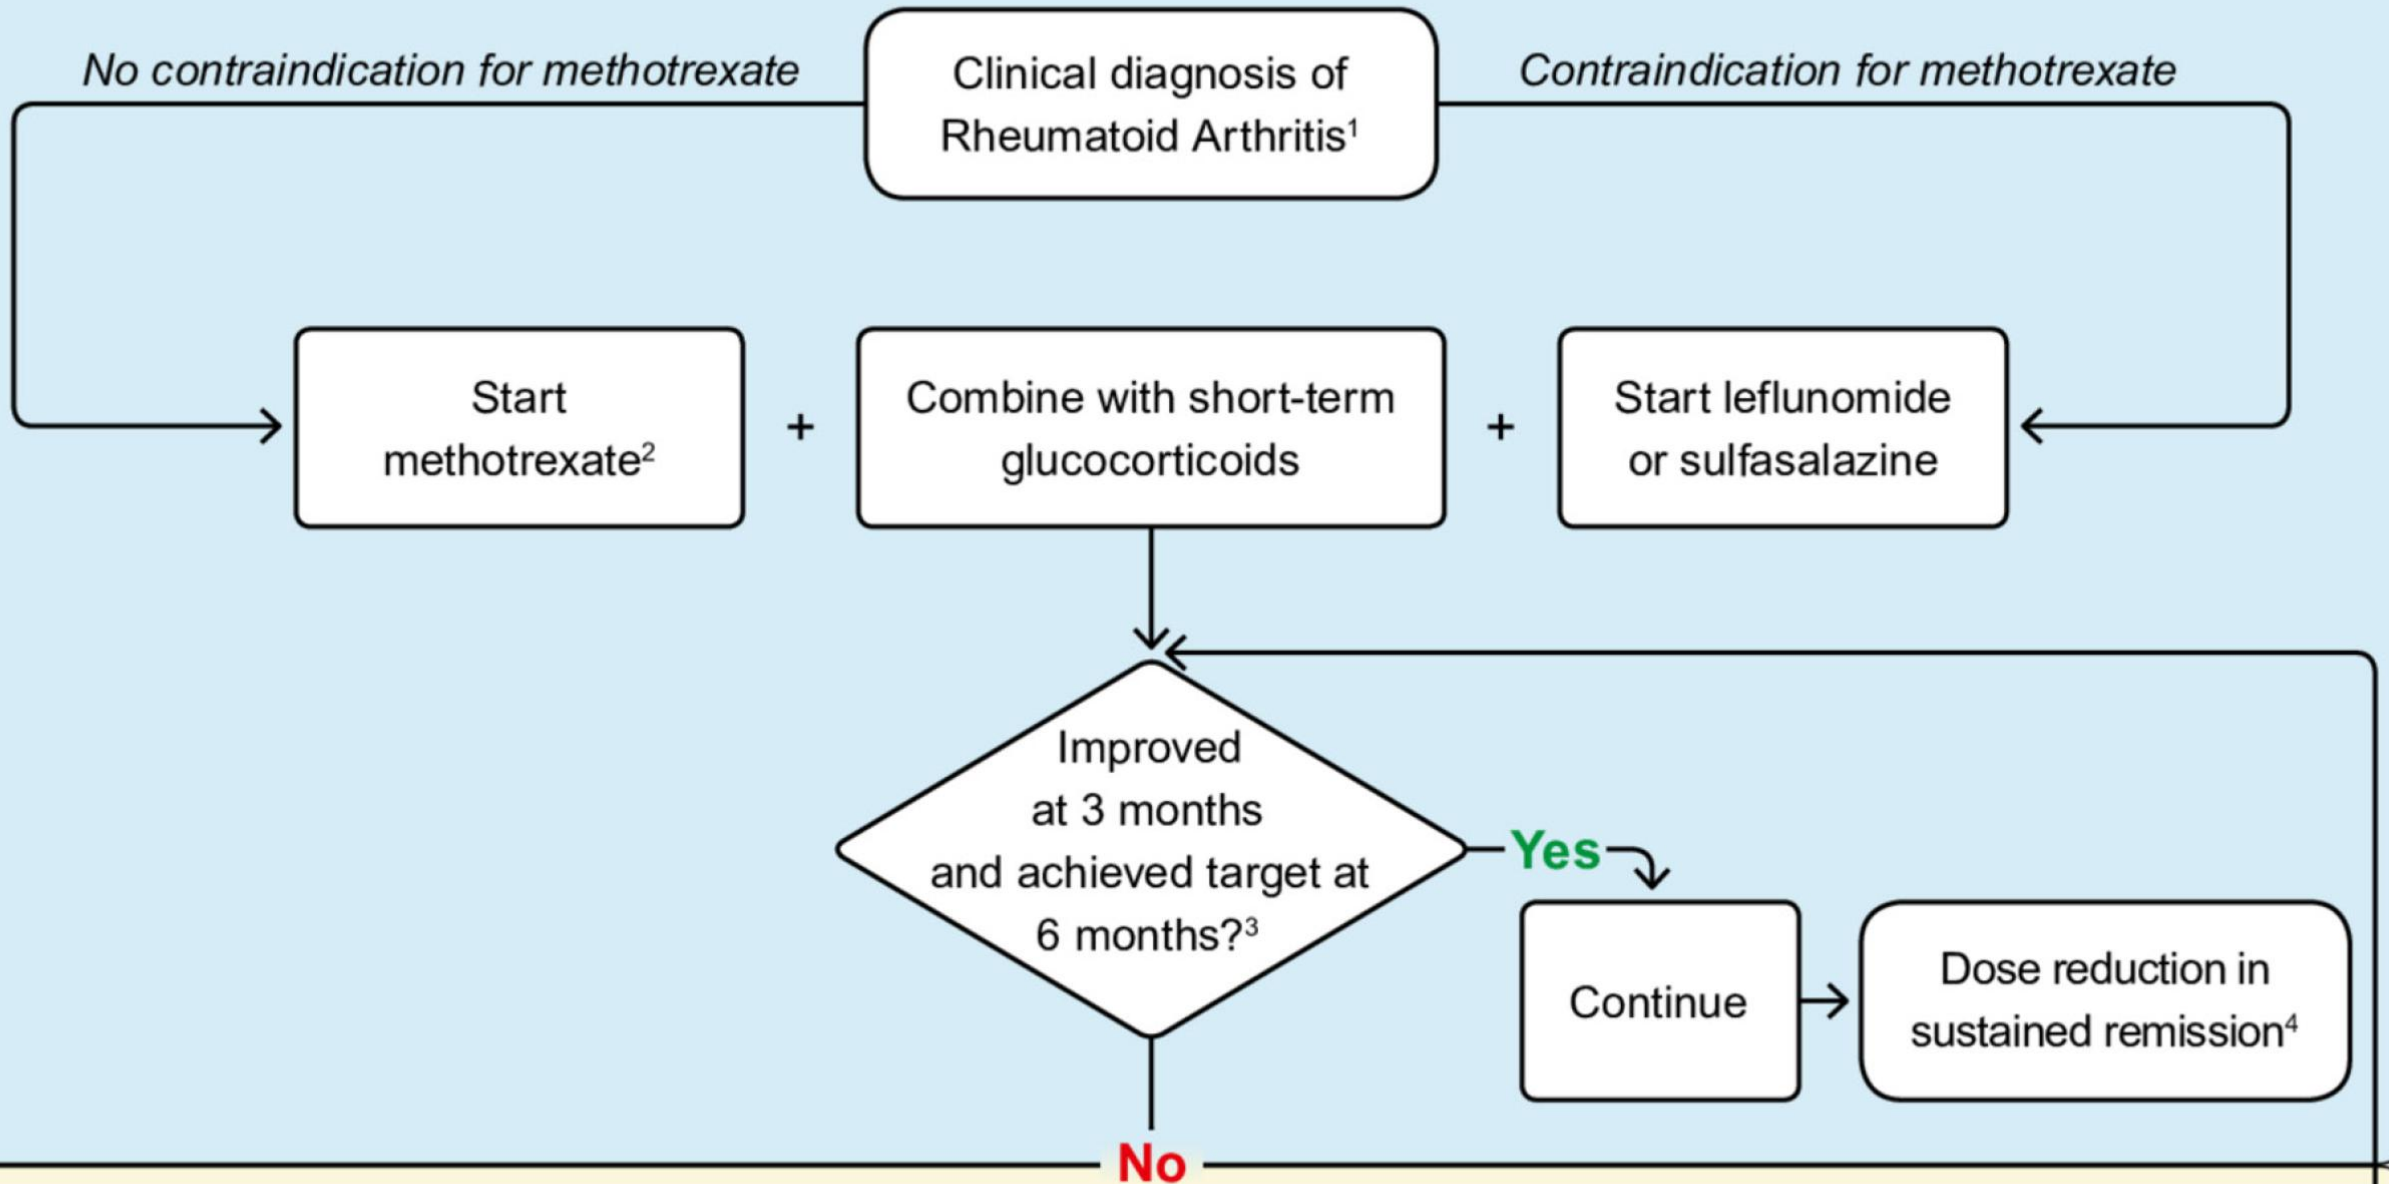 No contraindication for methotrexate
Clinical diagnosis of
Rheumatoid Arthritis¹
Contraindication for methotrexate
Start
methotrexate²
+
Combine with short-term
glucocorticoids
+
Start leflunomide
or sulfasalazine
Improved
at 3 months
and achieved target at
6 months?³
Yes
Continue
Dose reduction in
sustained remission⁴
No